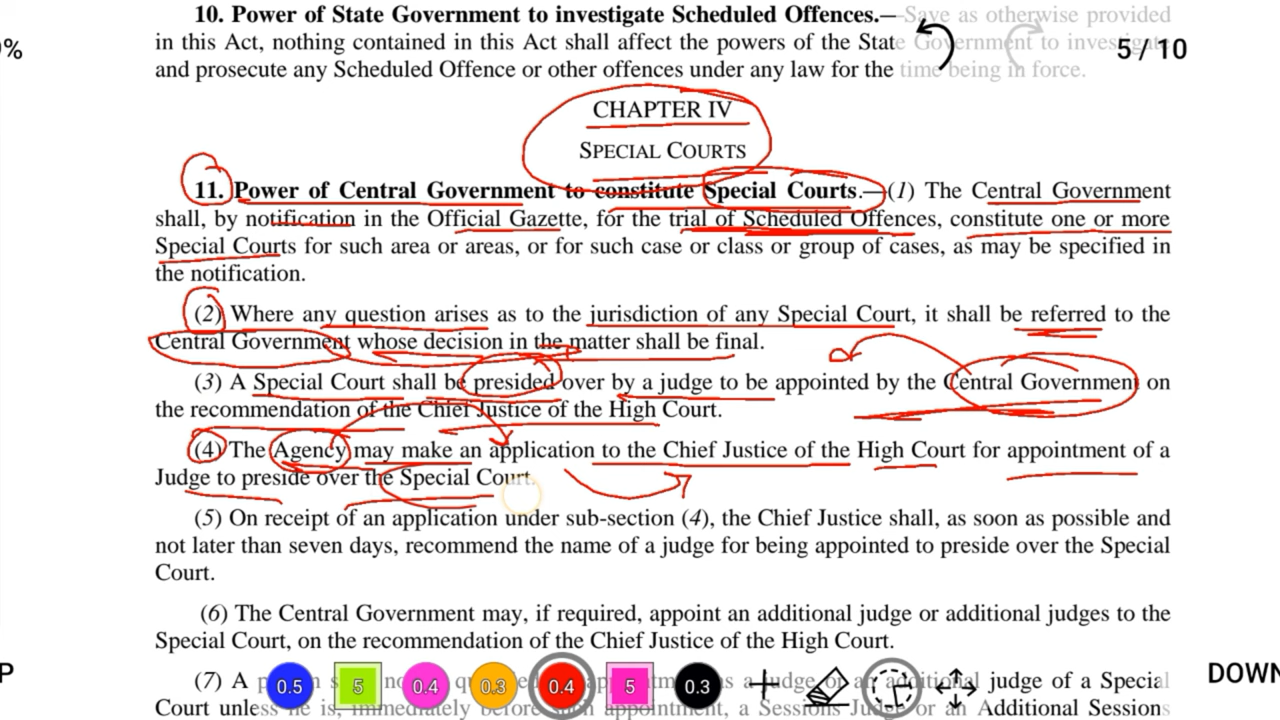 10. Power of State Government to investigate Scheduled Offences.—Save as otherwise provided
in this Act, nothing contained in this Act shall affect the powers of the State Government to investigate
and prosecute any Scheduled Offence or other offences under any law for the time being in force.
%
5 / 10
CHAPTER IV
SPECIAL COURTS
11. Power of Central Government to constitute Special Courts.—(1) The Central Government
shall, by notification in the Official Gazette, for the trial of Scheduled Offences, constitute one or more
Special Courts for such area or areas, or for such case or class or group of cases, as may be specified in
the notification.
(2) Where any question arises as to the jurisdiction of any Special Court, it shall be referred to the
Central Government whose decision in the matter shall be final.
(3) A Special Court shall be presided over by a judge to be appointed by the Central Government on
the recommendation of the Chief Justice of the High Court.
(4) The Agency may make an application to the Chief Justice of the High Court for appointment of a
Judge to preside over the Special Court.
(5) On receipt of an application under sub-section (4), the Chief Justice shall, as soon as possible and
not later than seven days, recommend the name of a judge for being appointed to preside over the Special
Court.
(6) The Central Government may, if required, appoint an additional judge or additional judges to the
Special Court, on the recommendation of the Chief Justice of the High Court.
P
DOWN
(7) A judge or an additional judge of a Special
0.5 5 0.4 0.3 0.4 5 0.3
Court unless he is, immediately before such appointment, a Sessions Judge or an Additional Sessions